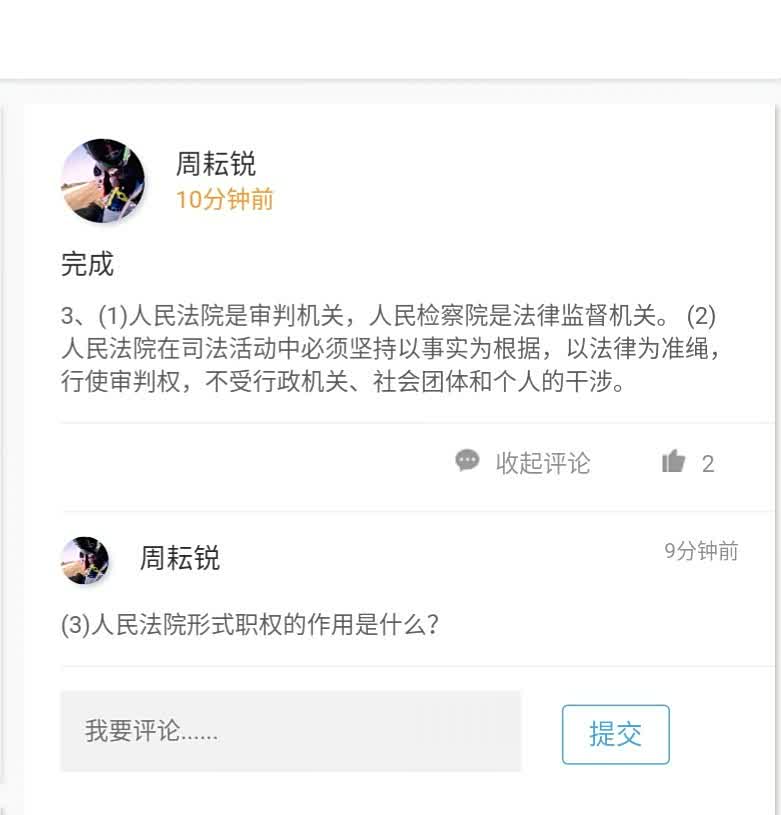 周耘锐
10分钟前
完成
3、(1)人民法院是审判机关，人民检察院是法律监督机关。 (2)
人民法院在司法活动中必须坚持以事实为根据，以法律为准绳，
行使审判权，不受行政机关、社会团体和个人的干涉。
收起评论 2
周耘锐 9分钟前
(3)人民法院形式职权的作用是什么？
我要评论...... 提交